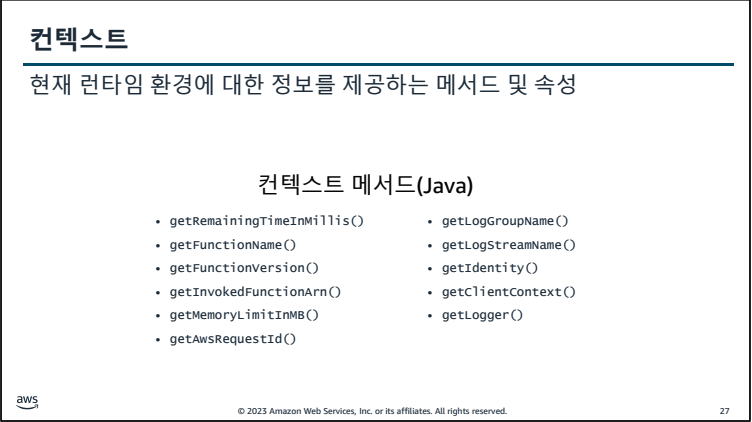 컨텍스트
현재 런타임 환경에 대한 정보를 제공하는 메서드 및 속성
컨텍스트 메서드(Java)
• getRemainingTimeInMillis()
• getFunctionName()
• getFunctionVersion()
• getInvokedFunctionArn()
• getMemoryLimitInMB()
• getAwsRequestId()
• getLogGroupName()
• getLogStreamName()
• getIdentity()
• getClientContext()
• getLogger()
aws
© 2023 Amazon Web Services, Inc. or its affiliates. All rights reserved.
27